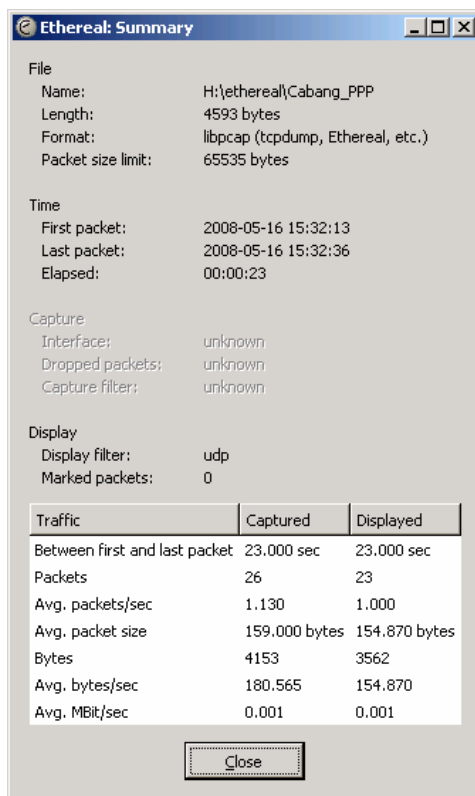 Ethereal: Summary
File
Name: H:\ethereal\Cabang_PPP
Length: 4593 bytes
Format: libpcap (tcpdump, Ethereal, etc.)
Packet size limit: 65535 bytes
Time
First packet: 2008-05-16 15:32:13
Last packet: 2008-05-16 15:32:36
Elapsed: 00:00:23
Capture
Interface: unknown
Dropped packets: unknown
Capture filter: unknown
Display
Display filter: udp
Marked packets: 0
Traffic Captured Displayed
Between first and last packet 23.000 sec 23.000 sec
Packets 26 23
Avg. packets/sec 1.130 1.000
Avg. packet size 159.000 bytes 154.870 bytes
Bytes 4153 3562
Avg. bytes/sec 180.565 154.870
Avg. MBit/sec 0.001 0.001
Close